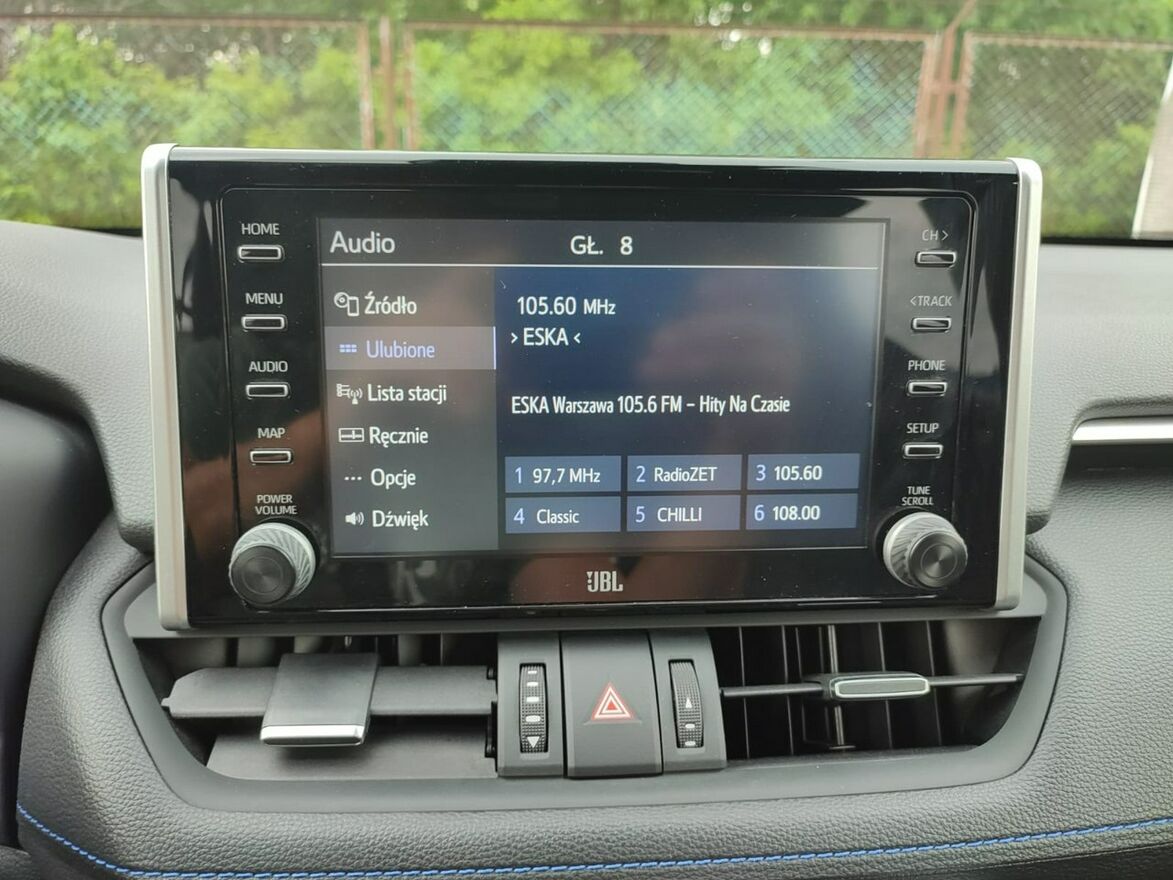 HOME
MENU
AUDIO
MAP
POWER
VOLUME
Audio GŁ. 8
Źródło
Ulubione
Lista stacji
Ręcznie
Opcje
Dźwięk
105.60 MHz
> ESKA <
ESKA Warszawa 105.6 FM – Hity Na Czasie
1 97,7 MHz 2 RadioZET 3 105.60
4 Classic 5 CHILLI 6 108.00
CH >
< TRACK
PHONE
SETUP
TUNE
SCROLL
JBL